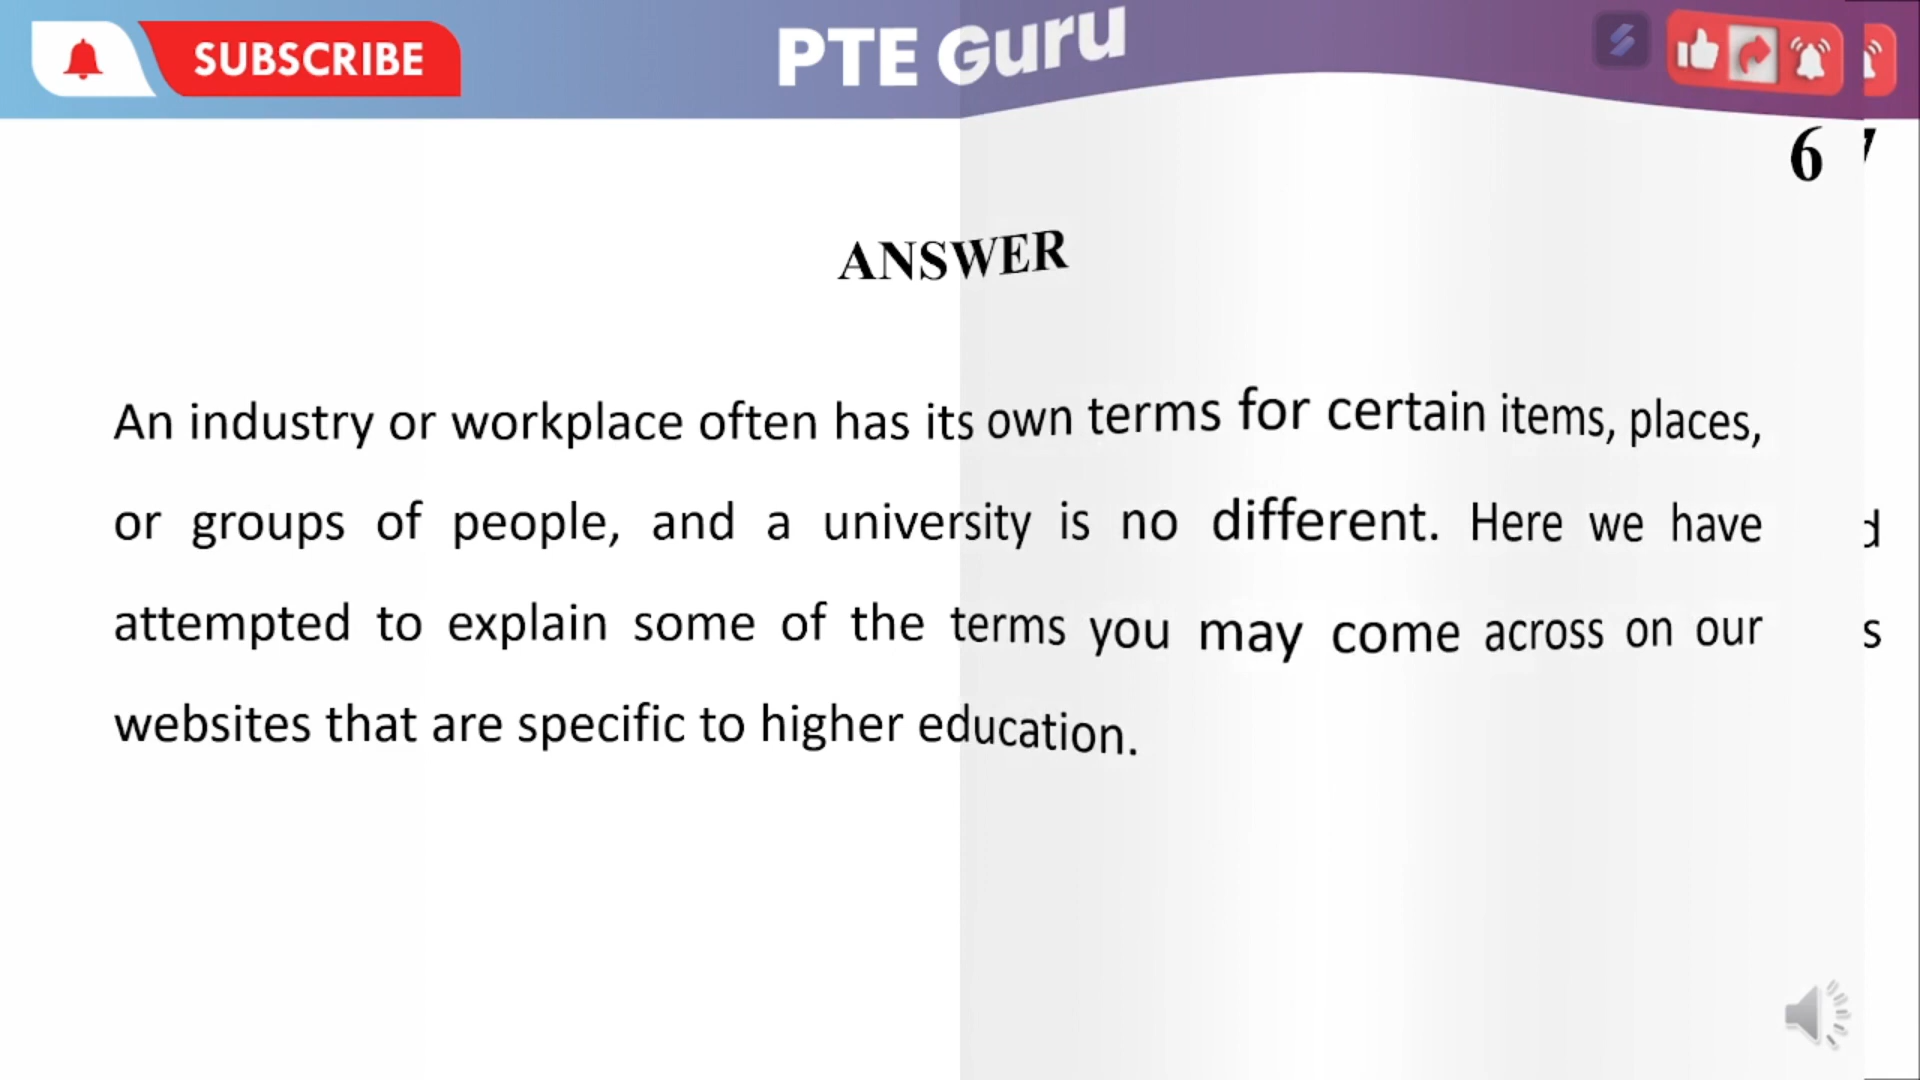 SUBSCRIBE
PTE Guru
6
ANSWER
An industry or workplace often has its own terms for certain items, places,
or groups of people, and a university is no different. Here we have
attempted to explain some of the terms you may come across on our
websites that are specific to higher education.